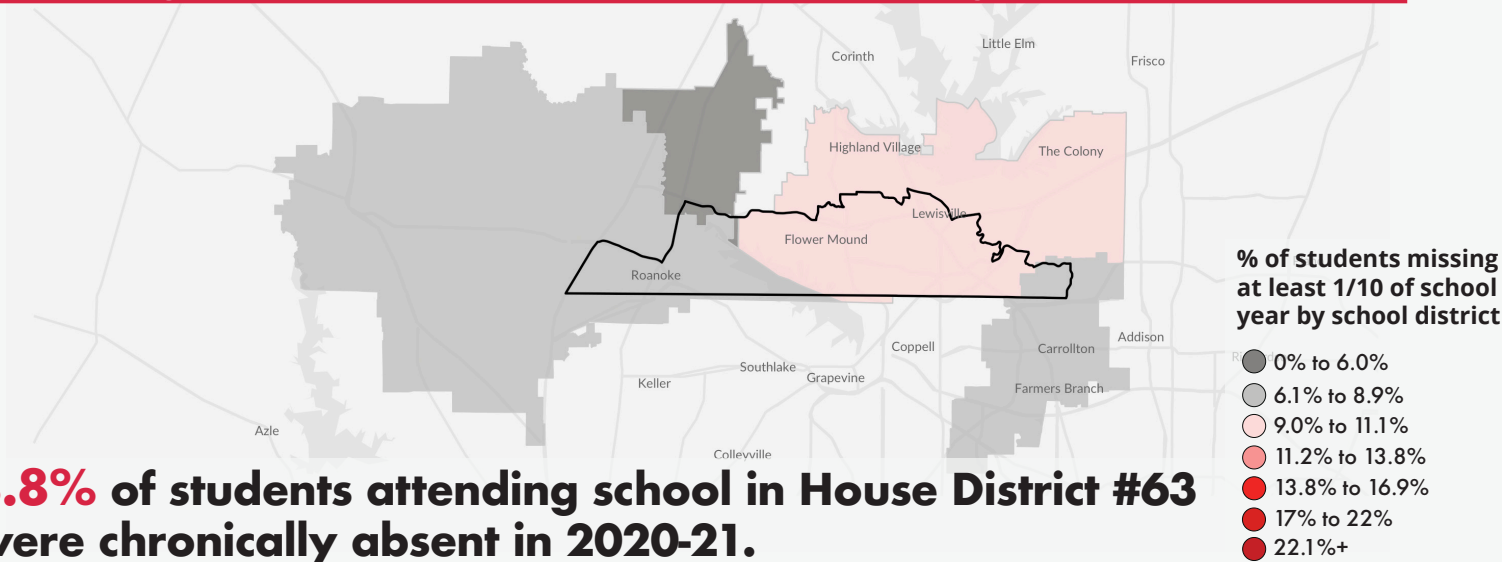 Little Elm
Corinth
Frisco
Highland Village
The Colony
Lewisville
Flower Mound
Roanoke
% of students missing
at least 1/10 of school
year by school district
Addison
Coppell
Carrollton
Southlake
Grapevine
Keller
Farmers Branch
Azle
Colleyville
0% to 6.0%
6.1% to 8.9%
9.0% to 11.1%
11.2% to 13.8%
13.8% to 16.9%
17% to 22%
22.1%+
.8% of students attending school in House District #63
were chronically absent in 2020-21.